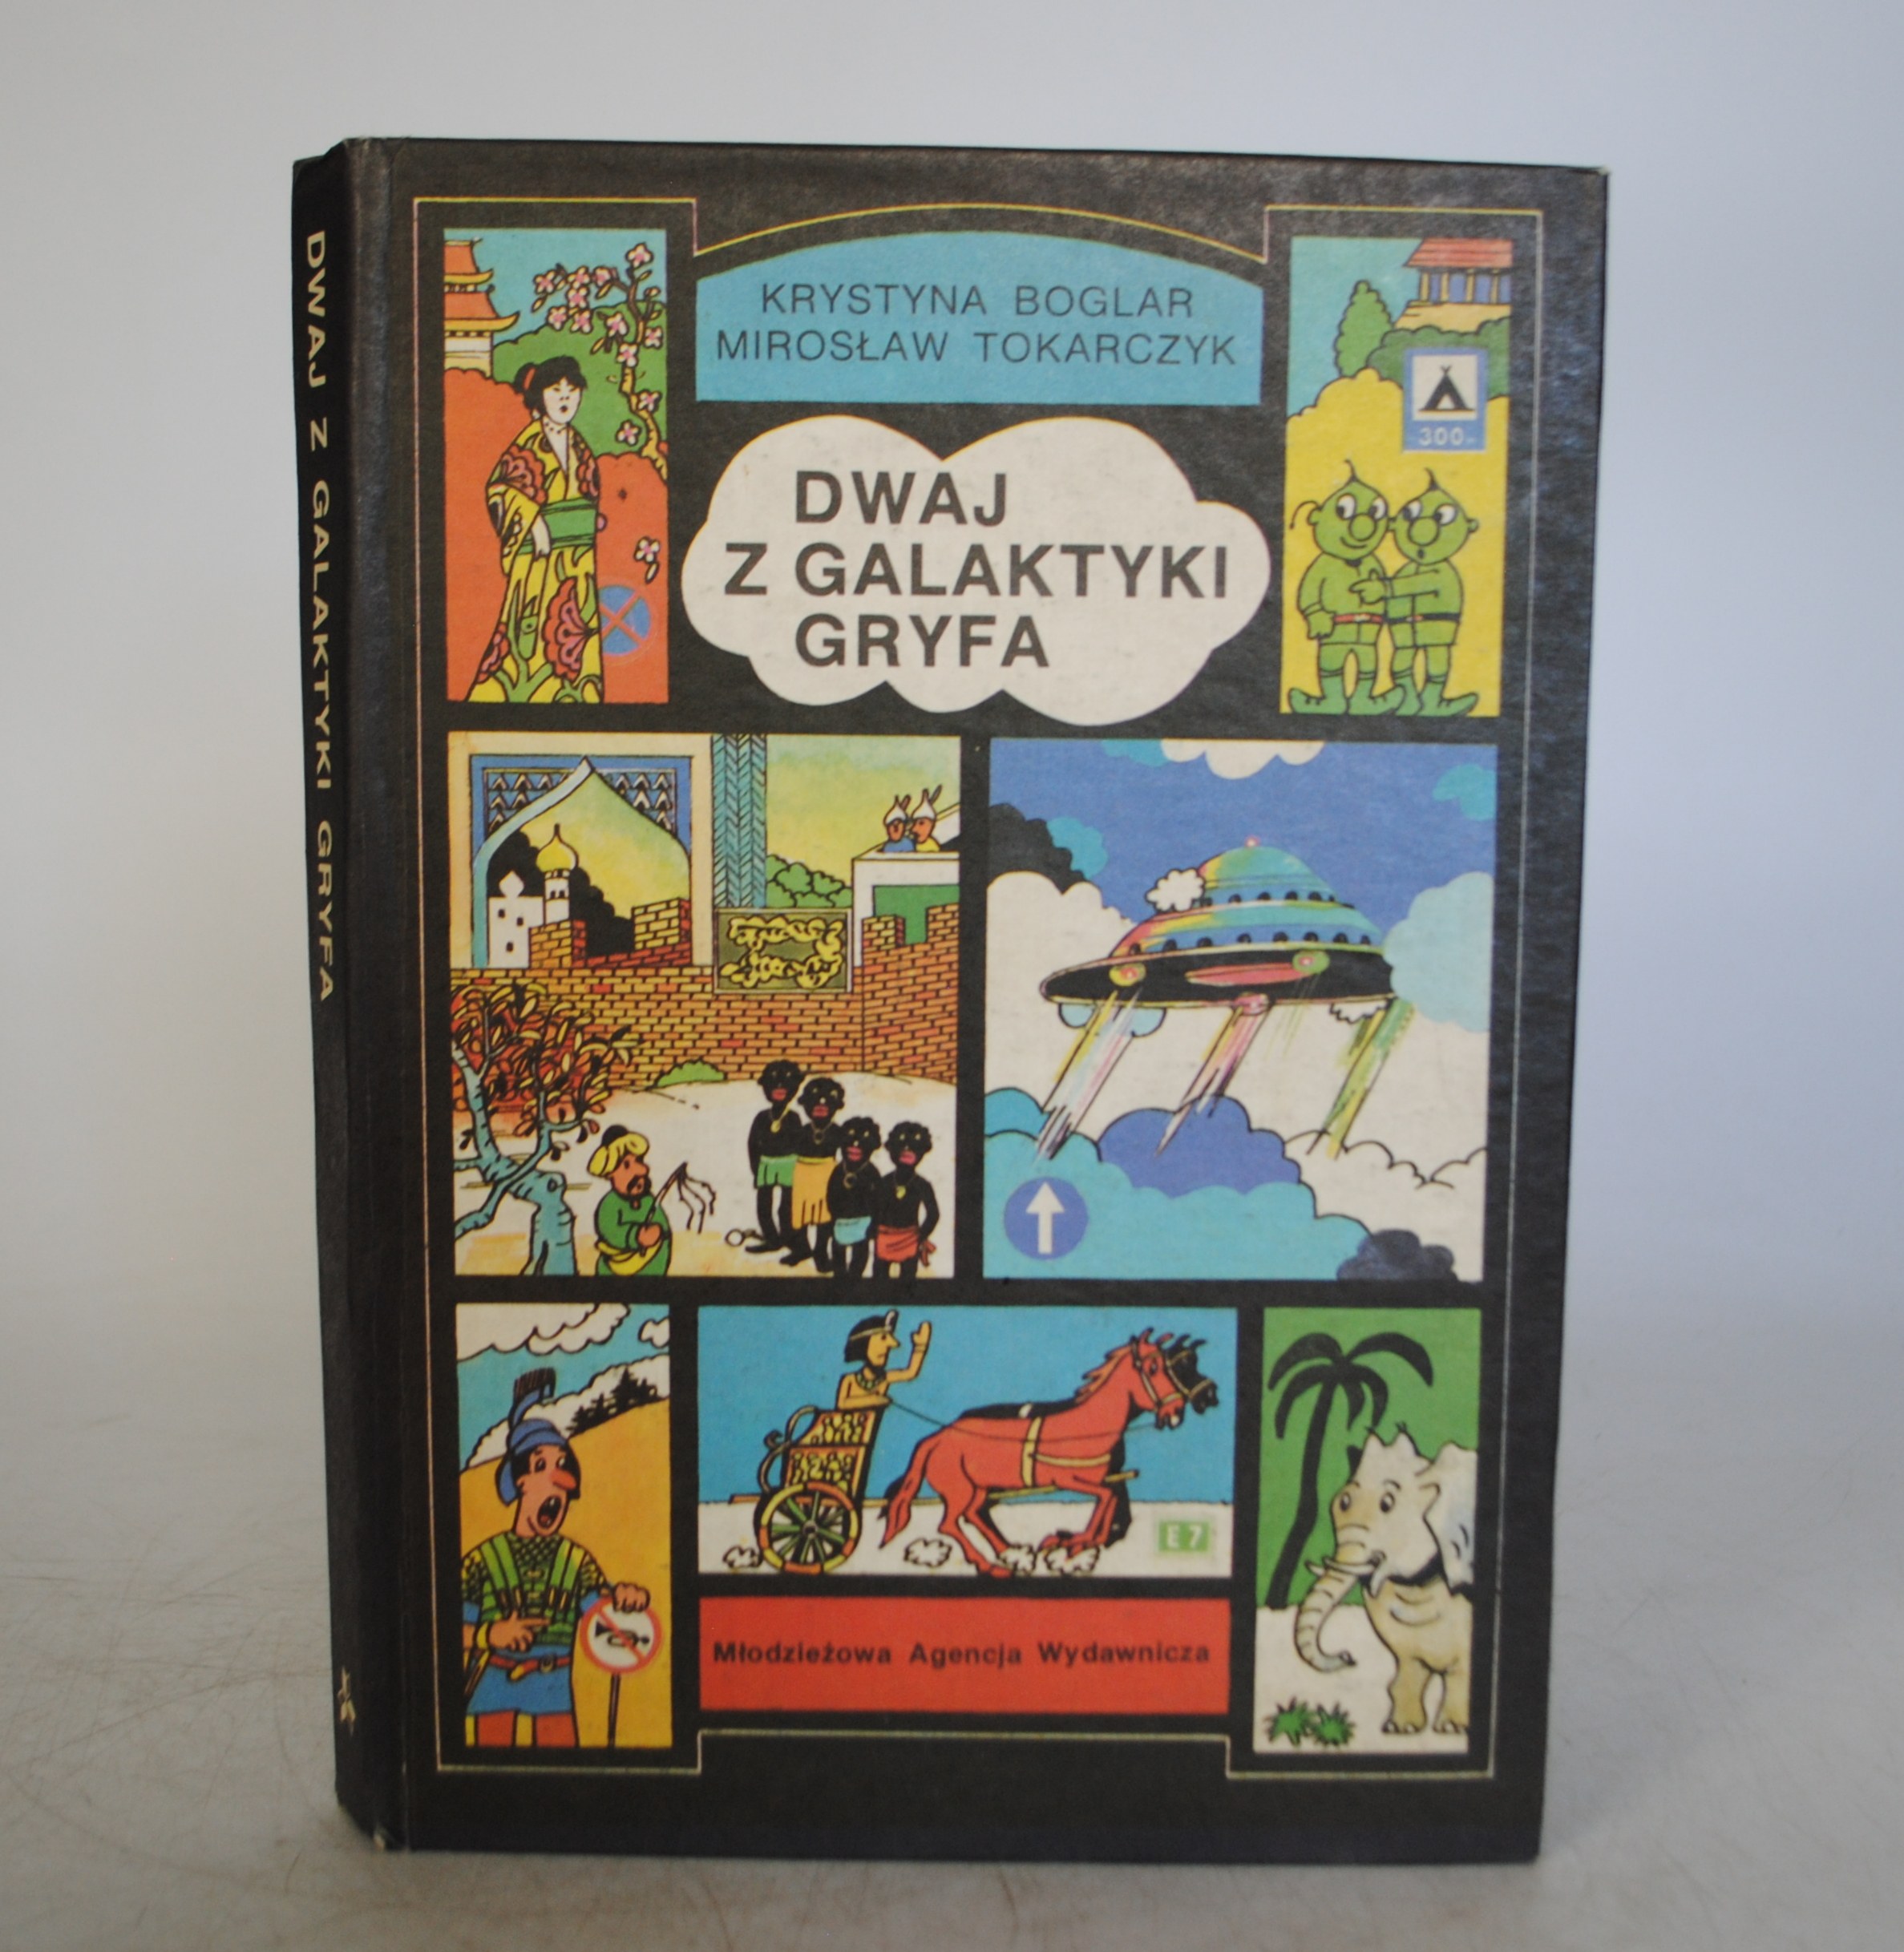 DWAJ Z GALAKTYKI GRYFA
KRYSTYNA BOGLAR
MIROSŁAW TOKARCZYK
DWAJ
Z GALAKTYKI
GRYFA
300
E 7
Młodzieżowa Agencja Wydawnicza